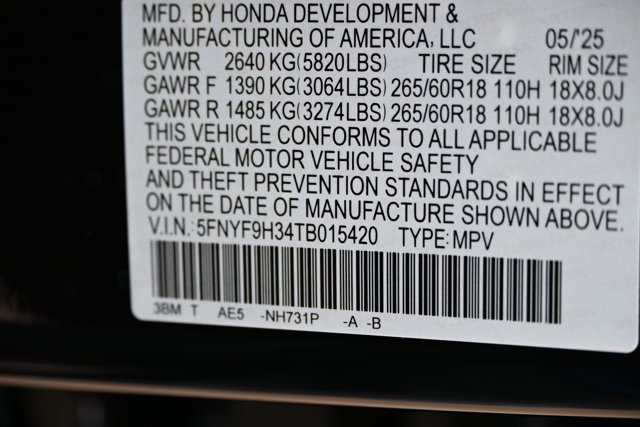 MFD. BY HONDA DEVELOPMENT &
MANUFACTURING OF AMERICA, LLC 05/'25
GVWR 2640 KG(5820LBS) TIRE SIZE RIM SIZE
GAWR F 1390 KG(3064LBS) 265/60R18 110H 18X8.0J
GAWR R 1485 KG(3274LBS) 265/60R18 110H 18X8.0J
THIS VEHICLE CONFORMS TO ALL APPLICABLE
FEDERAL MOTOR VEHICLE SAFETY
AND THEFT PREVENTION STANDARDS IN EFFECT
ON THE DATE OF MANUFACTURE SHOWN ABOVE.
V.I.N.: 5FNYF9H34TB015420 TYPE: MPV
3BM T AE5 -NH731P -A -B